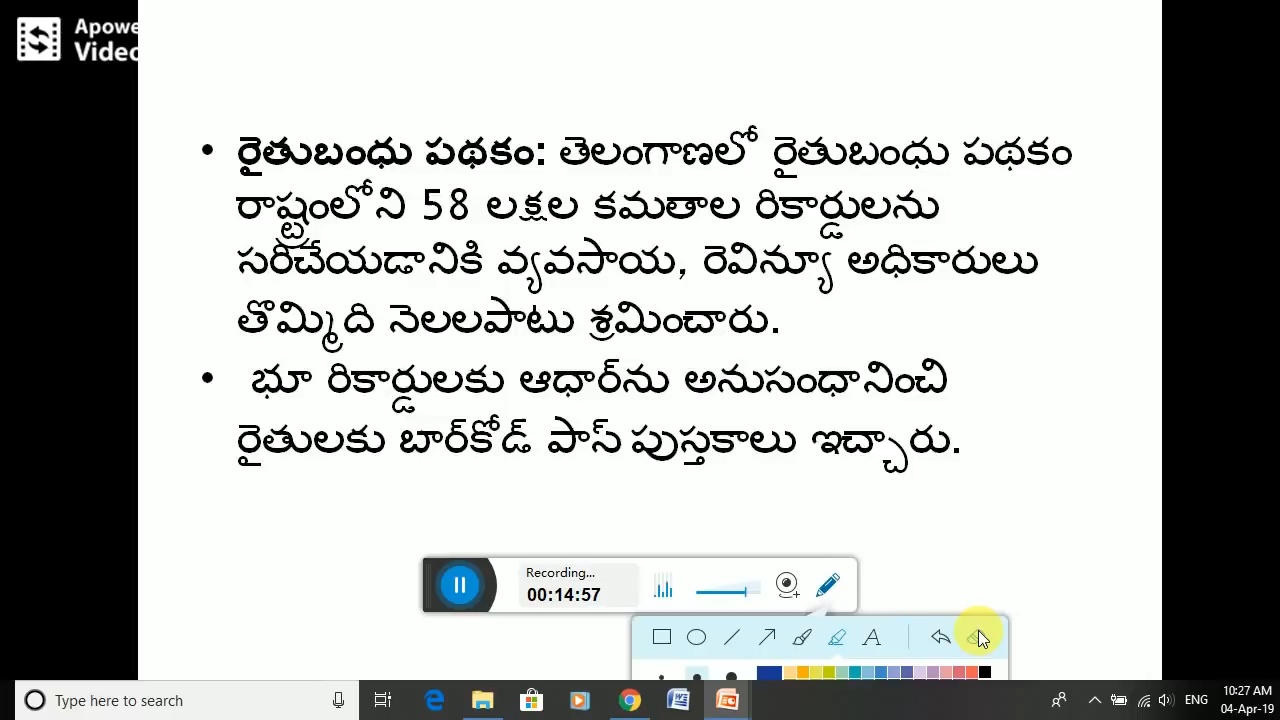 Apowe
Video
• రైతుబంధు పథకం: తెలంగాణలో రైతుబంధు పథకం
రాష్ట్రంలోని 58 లక్షల కమతాల రికార్డులను
సరిచేయడానికి వ్యవసాయ, రెవిన్యూ అధికారులు
తొమ్మిది నెలలపాటు శ్రమించారు.
• భూ రికార్డులకు ఆధార్‌ను అనుసంధానించి
రైతులకు బార్‌కోడ్ పాస్ పుస్తకాలు ఇచ్చారు.
Recording...
00:14:57
A
Type here to search
ENG
10:27 AM
04-Apr-19